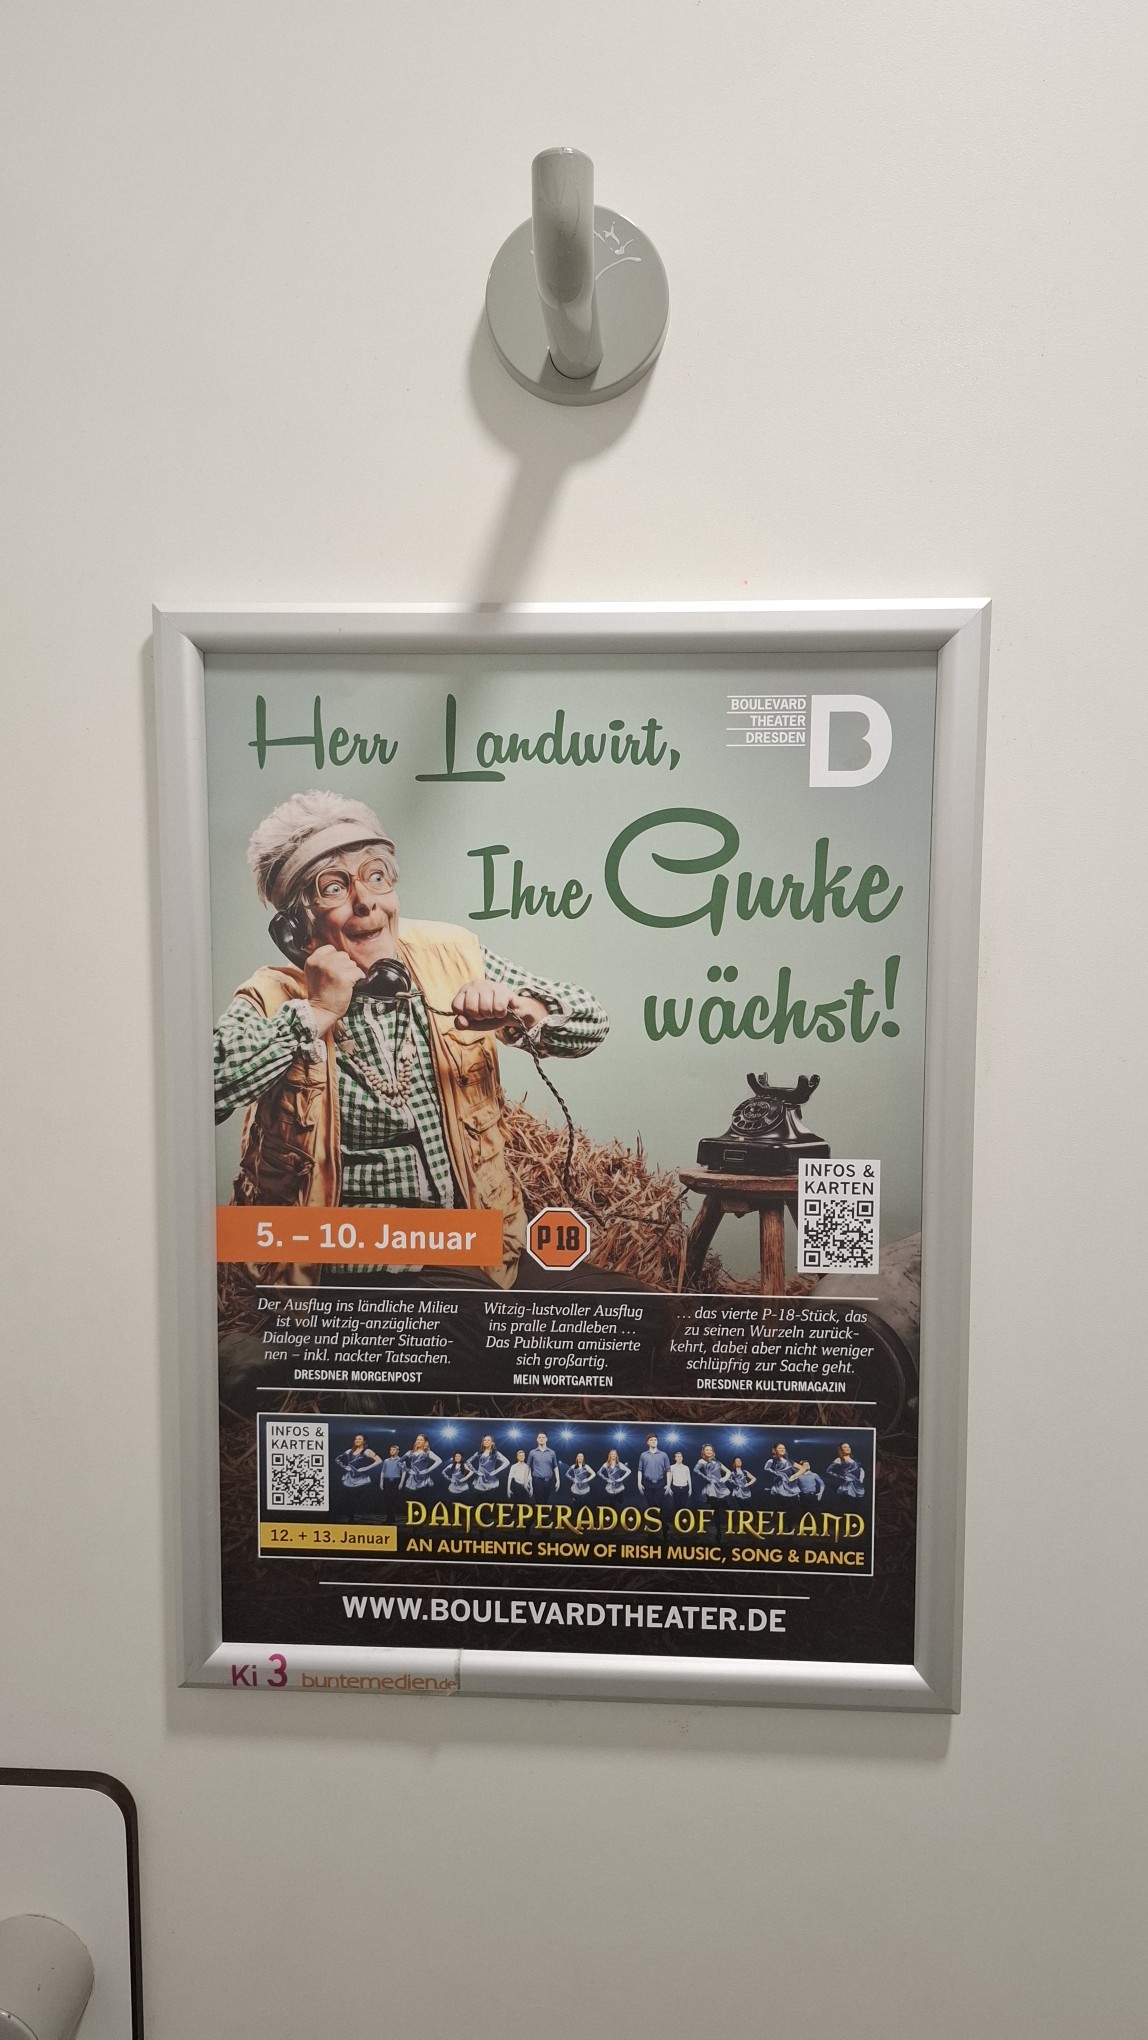 Herr Landwirt,
BOULEVARD
THEATER
DRESDEN
B
Ihre Gurke
wächst!
INFOS &
KARTEN
5. – 10. Januar
P 18
Der Ausflug ins ländliche Milieu
ist voll witzig-anzüglicher
Dialoge und pikanter Situatio-
nen – inkl. nackter Tatsachen.
DRESDNER MORGENPOST
Witzig-lustvoller Ausflug
ins pralle Landleben ...
Das Publikum amüsierte
sich großartig.
MEIN WORTGARTEN
... das vierte P-18-Stück, das
zu seinen Wurzeln zurück-
kehrt, dabei aber nicht weniger
schlüpfrig zur Sache geht.
DRESDNER KULTURMAGAZIN
INFOS &
KARTEN
12. + 13. Januar
DANCEPERADOS OF IRELAND
AN AUTHENTIC SHOW OF IRISH MUSIC, SONG & DANCE
WWW.BOULEVARDTHEATER.DE
Ki 3 buntemedien.de